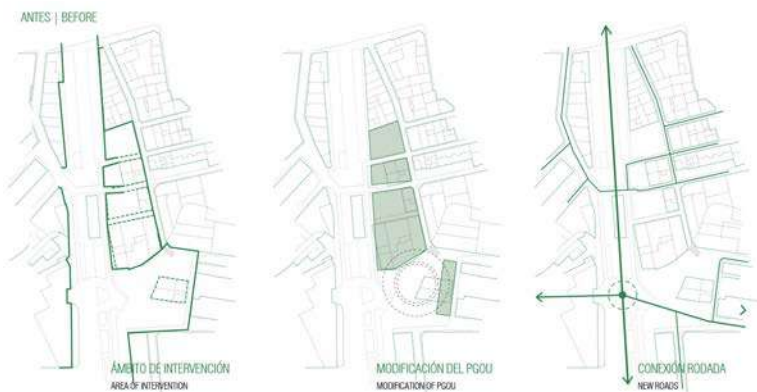 ANTES | BEFORE
ÁMBITO DE INTERVENCIÓN
AREA OF INTERVENTION
MODIFICACIÓN DEL PGOU
MODIFICATION OF PGOU
CONEXIÓN RODADA
NEW ROADS